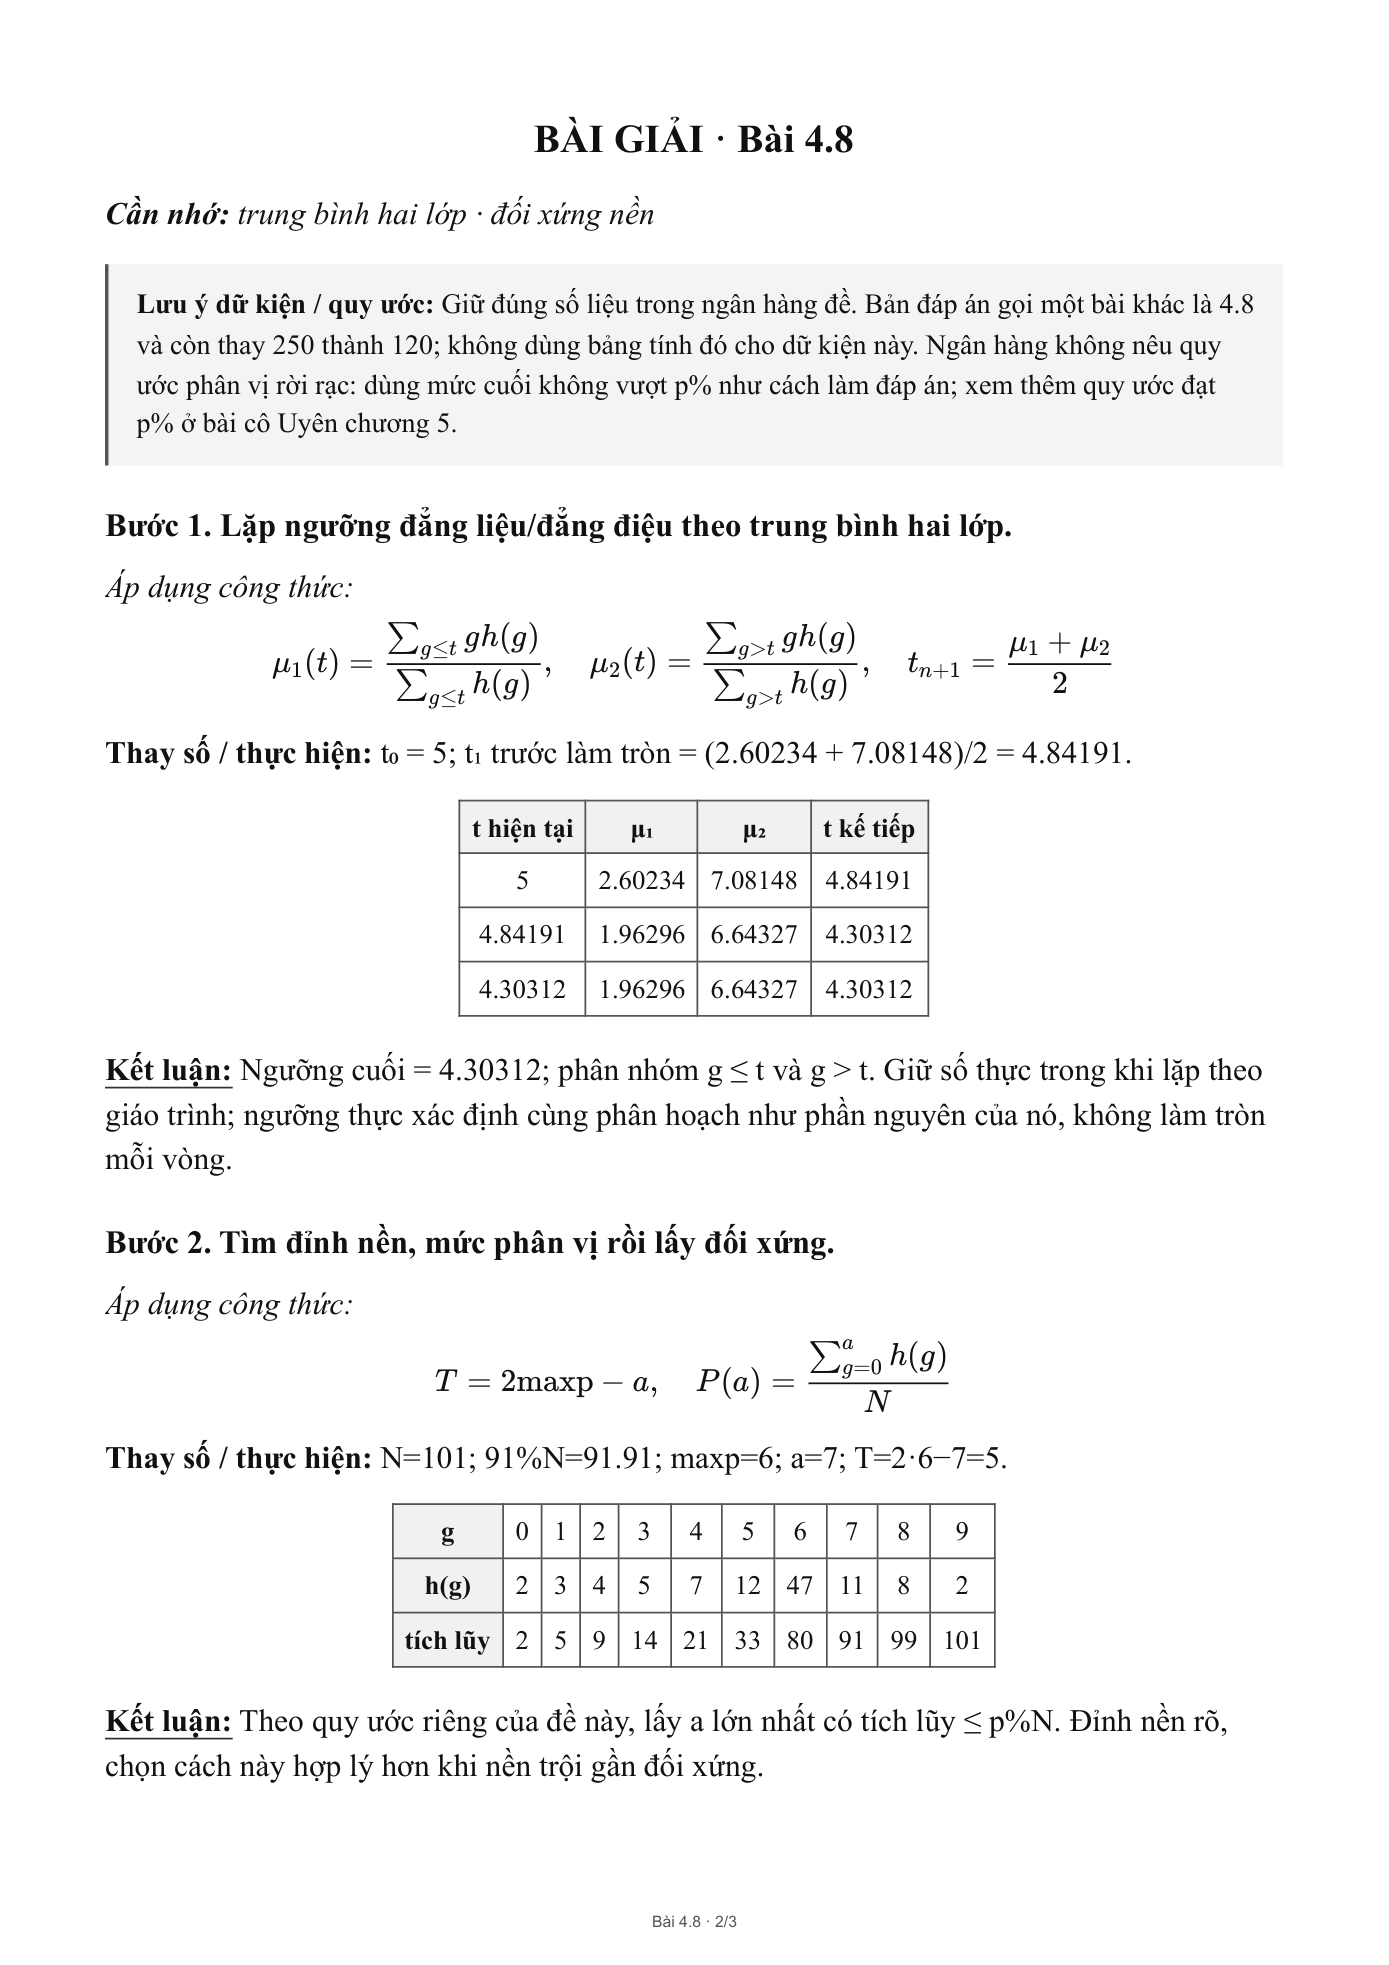 BÀI GIẢI · Bài 4.8
Cần nhớ: trung bình hai lớp · đối xứng nền
Lưu ý dữ kiện / quy ước: Giữ đúng số liệu trong ngân hàng đề. Bản đáp án gọi một bài khác là 4.8
và còn thay 250 thành 120; không dùng bảng tính đó cho dữ kiện này. Ngân hàng không nêu quy
ước phân vị rời rạc: dùng mức cuối không vượt p% như cách làm đáp án; xem thêm quy ước đạt
p% ở bài cô Uyên chương 5.
Bước 1. Lặp ngưỡng đẳng liệu/đẳng điệu theo trung bình hai lớp.
Áp dụng công thức:
μ₁(t) = ∑_{g≤t} gh(g) / ∑_{g≤t} h(g), μ₂(t) = ∑_{g>t} gh(g) / ∑_{g>t} h(g), t_{n+1} = (μ₁ + μ₂) / 2
Thay số / thực hiện: t₀ = 5; t₁ trước làm tròn = (2.60234 + 7.08148)/2 = 4.84191.
t hiện tại μ₁ μ₂ t kế tiếp
5 2.60234 7.08148 4.84191
4.84191 1.96296 6.64327 4.30312
4.30312 1.96296 6.64327 4.30312
Kết luận: Ngưỡng cuối = 4.30312; phân nhóm g ≤ t và g > t. Giữ số thực trong khi lặp theo
giáo trình; ngưỡng thực xác định cùng phân hoạch như phần nguyên của nó, không làm tròn
mỗi vòng.
Bước 2. Tìm đỉnh nền, mức phân vị rồi lấy đối xứng.
Áp dụng công thức:
T = 2maxp − a, P(a) = ∑_{g=0}^{a} h(g) / N
Thay số / thực hiện: N=101; 91%N=91.91; maxp=6; a=7; T=2·6−7=5.
g 0 1 2 3 4 5 6 7 8 9
h(g) 2 3 4 5 7 12 47 11 8 2
tích lũy 2 5 9 14 21 33 80 91 99 101
Kết luận: Theo quy ước riêng của đề này, lấy a lớn nhất có tích lũy ≤ p%N. Đỉnh nền rõ,
chọn cách này hợp lý hơn khi nền trội gần đối xứng.
Bài 4.8 · 2/3